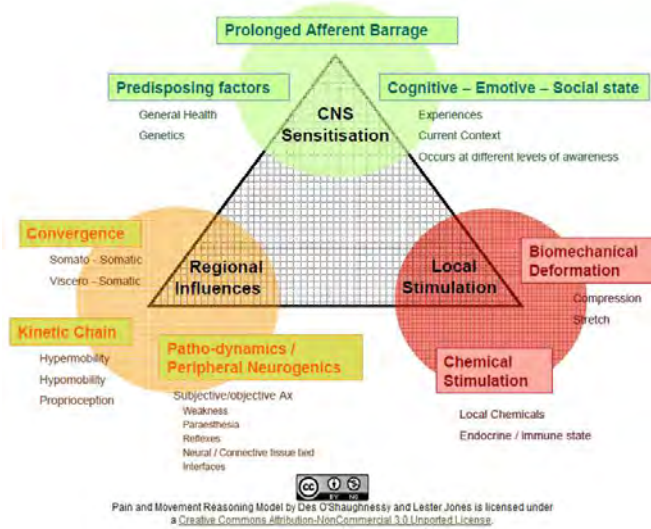 Prolonged Afferent Barrage
Predisposing factors
General Health
Genetics
Cognitive – Emotive – Social state
Experiences
Current Context
Occurs at different levels of awareness
CNS
Sensitisation
Convergence
Somato - Somatic
Viscero - Somatic
Regional
Influences
Kinetic Chain
Hypermobility
Hypomobility
Proprioception
Patho-dynamics /
Peripheral Neurogenics
Subjective/objective Ax
Weakness
Paraesthesia
Reflexes
Neural / Connective tissue bed
Interfaces
Local
Stimulation
Biomechanical
Deformation
Compression
Stretch
Chemical
Stimulation
Local Chemicals
Endocrine / Immune state
cc
BY NC
Pain and Movement Reasoning Model by Des O'Shaughnessy and Lester Jones is licensed under
a Creative Commons Attribution-NonCommercial 3.0 Unported License.